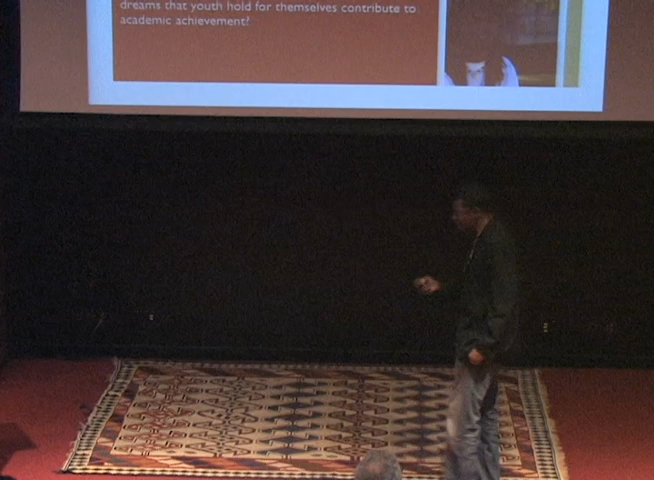 dreams that youth hold for themselves contribute to
academic achievement?